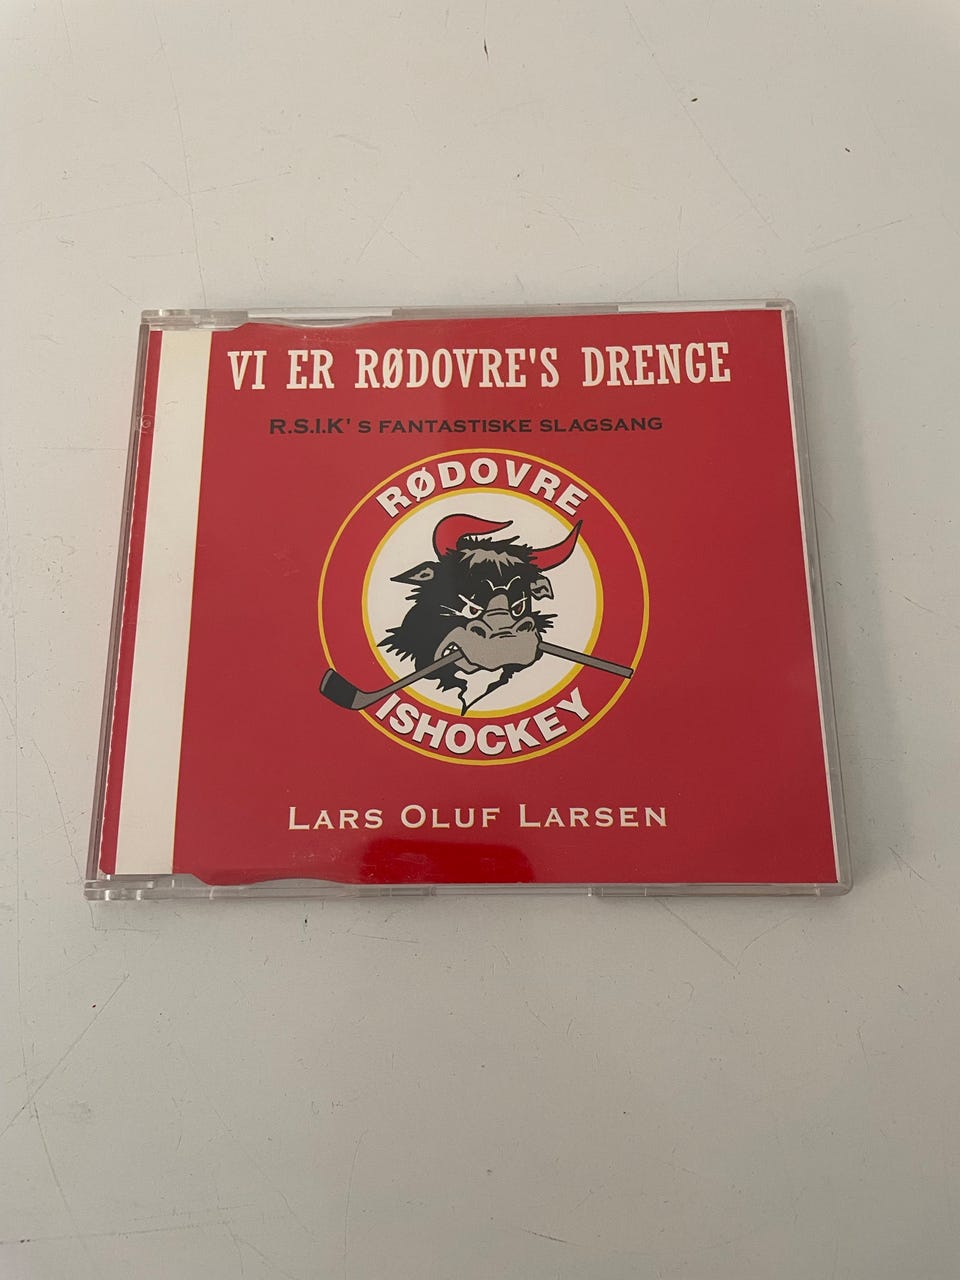 VI ER RØDOVRE'S DRENGE
R.S.I.K' S FANTASTISKE SLAGSANG
RØDOVRE
ISHOCKEY
LARS OLUF LARSEN